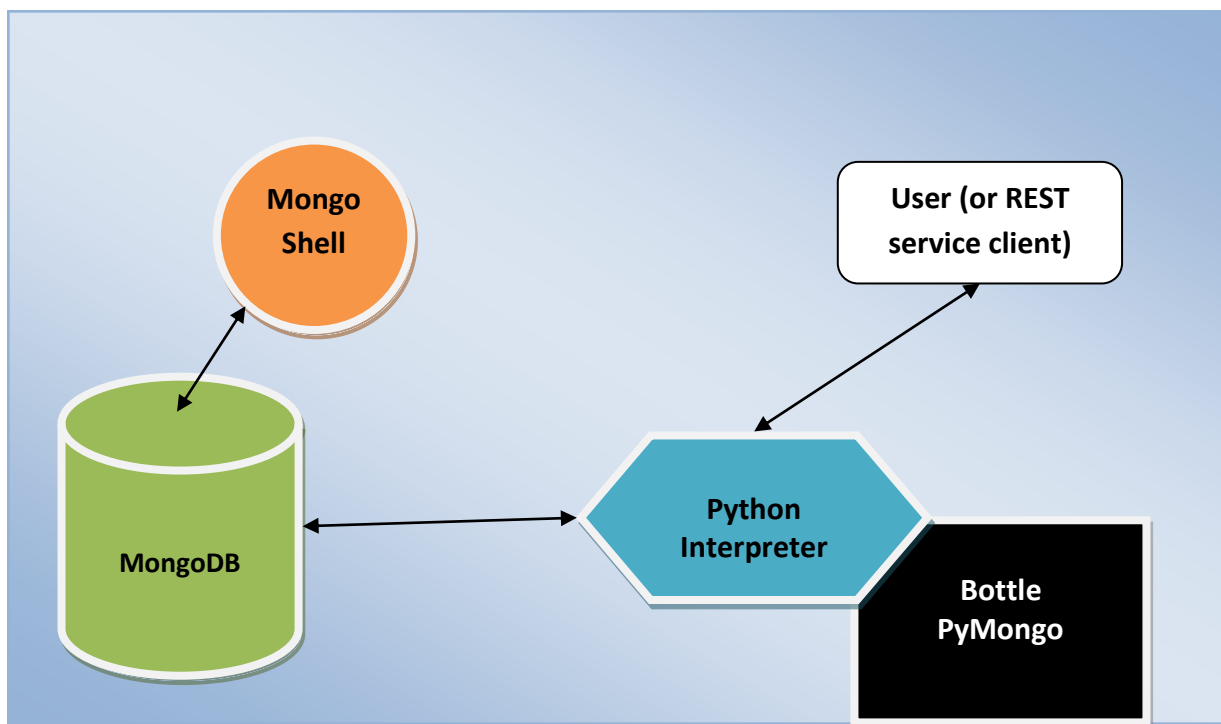 Mongo
Shell
User (or REST
service client)
MongoDB
Python
Interpreter
Bottle
PyMongo